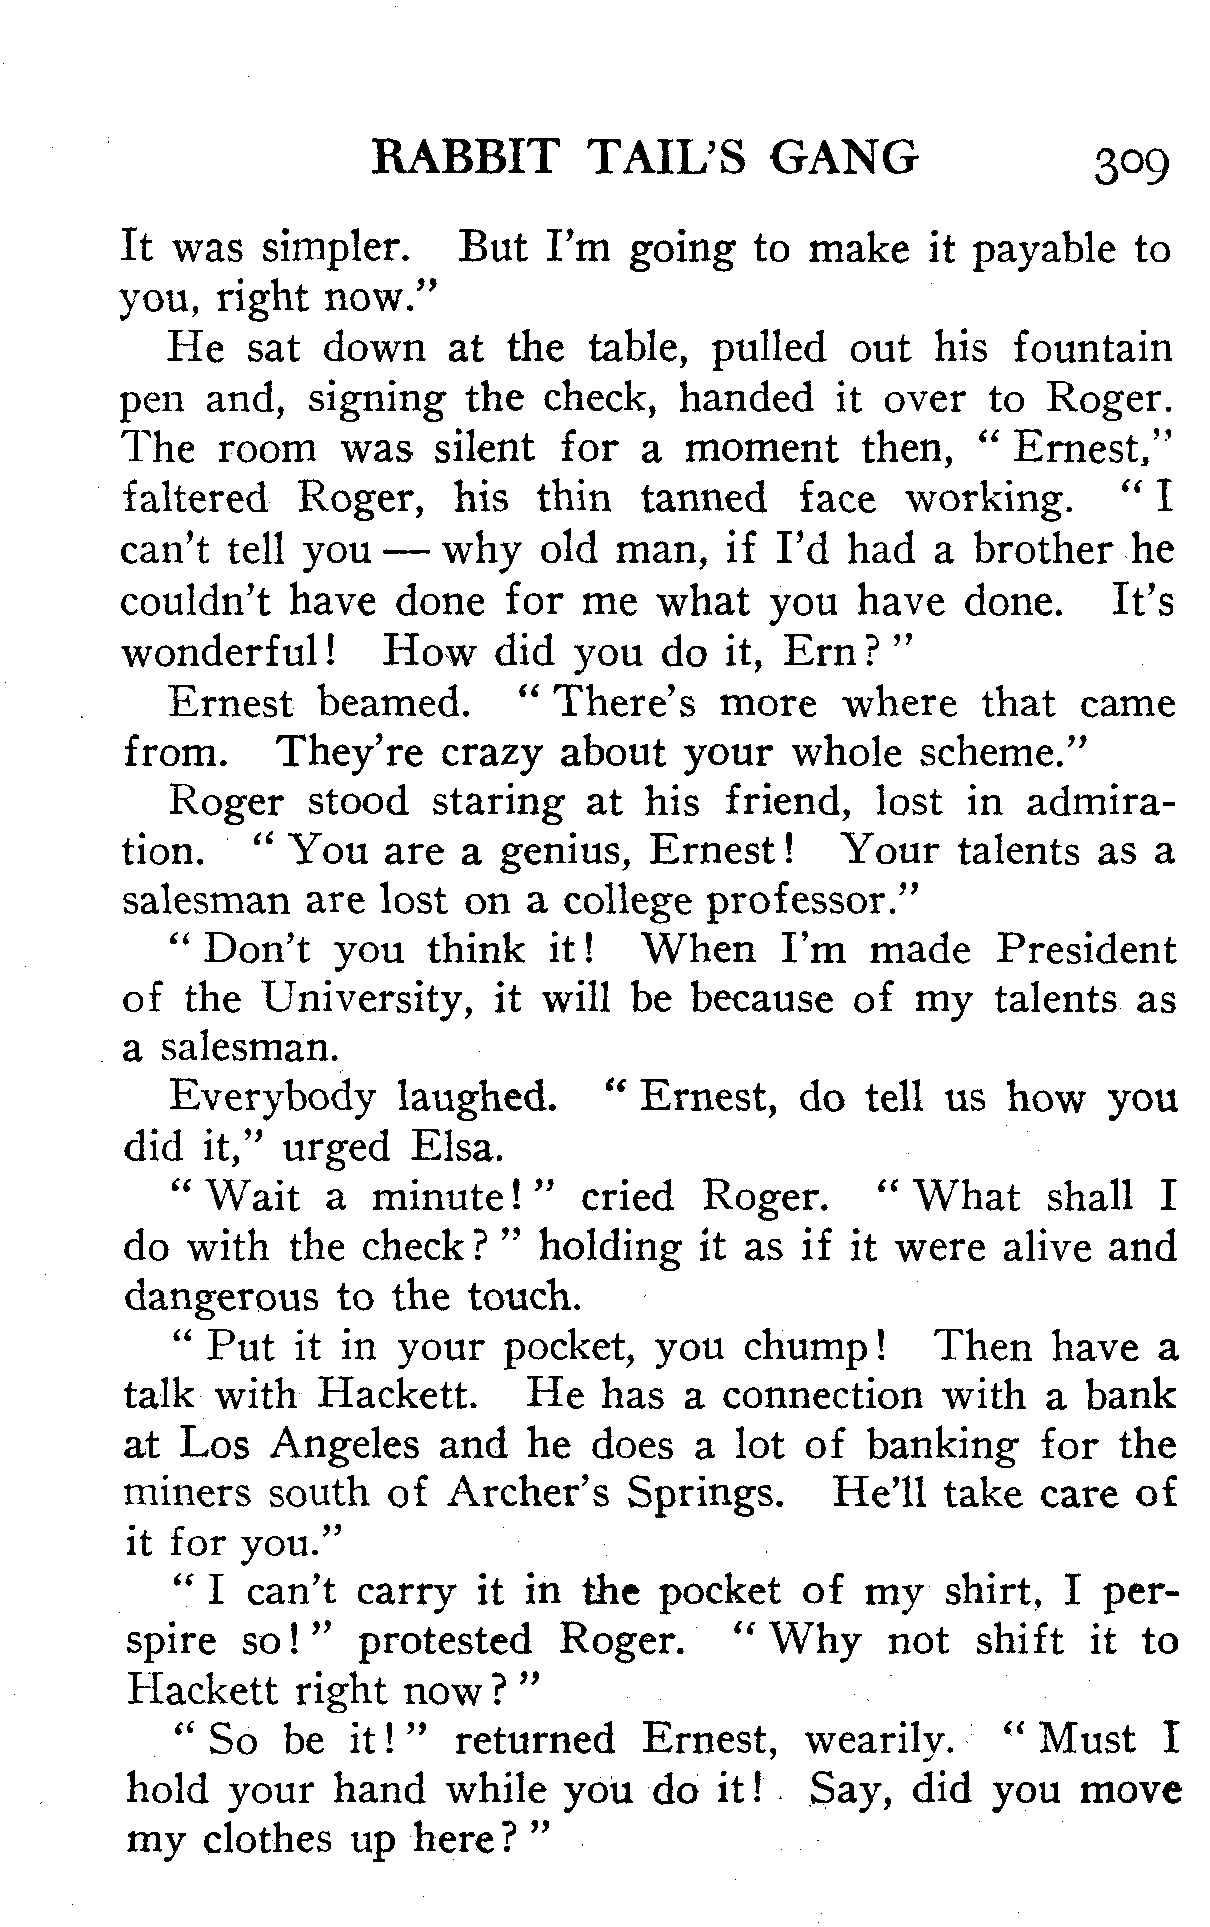 RABBIT TAIL'S GANG 309
It was simpler. But I'm going to make it payable to
you, right now."
He sat down at the table, pulled out his fountain
pen and, signing the check, handed it over to Roger.
The room was silent for a moment then, " Ernest,"
faltered Roger, his thin tanned face working. " I
can't tell you — why old man, if I'd had a brother he
couldn't have done for me what you have done. It's
wonderful! How did you do it, Ern? "
Ernest beamed. " There's more where that came
from. They're crazy about your whole scheme."
Roger stood staring at his friend, lost in admira-
tion. " You are a genius, Ernest! Your talents as a
salesman are lost on a college professor."
" Don't you think it! When I'm made President
of the University, it will be because of my talents as
a salesman.
Everybody laughed. " Ernest, do tell us how you
did it," urged Elsa.
" Wait a minute! " cried Roger. " What shall I
do with the check? " holding it as if it were alive and
dangerous to the touch.
" Put it in your pocket, you chump! Then have a
talk with Hackett. He has a connection with a bank
at Los Angeles and he does a lot of banking for the
miners south of Archer's Springs. He'll take care of
it for you."
" I can't carry it in the pocket of my shirt, I per-
spire so! " protested Roger. " Why not shift it to
Hackett right now? "
" So be it! " returned Ernest, wearily. " Must I
hold your hand while you do it! Say, did you move
my clothes up here? "